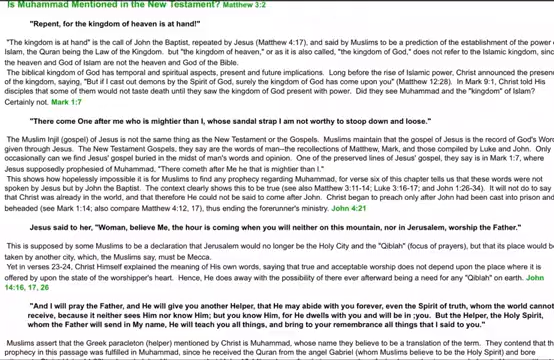 Is Muhammad Mentioned in the New Testament? Matthew 3:2
"Repent, for the kingdom of heaven is at hand!"
"The kingdom is at hand" is the call of John the Baptist, repeated by Jesus (Matthew 4:17), and said by Muslims to be a prediction of the establishment of the power
Islam, the Quran being the Law of the Kingdom. but "the kingdom of heaven," or as it is also called, "the kingdom of God," does not refer to the Islamic kingdom, sinc
the heaven and God of Islam are not the heaven and God of the Bible.
The biblical kingdom of God has temporal and spiritual aspects, present and future implications. Long before the rise of Islamic power, Christ announced the presen
of the kingdom, saying, "But if I cast out demons by the Spirit of God, surely the kingdom of God has come upon you" (Matthew 12:28). In Mark 9:1, Christ told His
disciples that some of them would not taste death until they saw the kingdom of God present with power. Did they see Muhammad and the "kingdom" of Islam?
Certainly not. Mark 1:7
"There come One after me who is mightier than I, whose sandal strap I am not worthy to stoop down and loose."
The Muslim Injil (gospel) of Jesus is not the same thing as the New Testament or the Gospels. Muslims maintain that the gospel of Jesus is the record of God's Word
given through Jesus. The New Testament Gospels, they say are the words of man--the recollections of Matthew, Mark, and those compiled by Luke and John. Only
occasionally can we find Jesus' gospel buried in the midst of man's words and opinion. One of the preserved lines of Jesus' gospel, they say is in Mark 1:7, where
Jesus supposedly prophesied of Muhammad, "There cometh after me he that is mightier than I."
This shows how hopelessly impossible it is for Muslims to find any prophecy regarding Muhammad, for verse six of this chapter tells us that these words were not
spoken by Jesus but by John the Baptist. The context clearly shows this to be true (see also Matthew 3:11-14; Luke 3:16-17; and John 1:26-34). It will not do to say
that Christ was already in the world, and that therefore He could not be said to come after John. Christ began to preach only after John had been cast into prison and
beheaded (see Mark 1:14; also compare Matthew 4:12, 17), thus ending the forerunner's ministry. John 4:21
Jesus said to her, "Woman, believe Me, the hour is coming when you will neither on this mountain, nor in Jerusalem, worship the Father."
This is supposed by some Muslims to be a declaration that Jerusalem would no longer be the Holy City and the "Qiblah" (focus of prayers), but that its place would be
taken by another city, which, the Muslims say, must be Mecca.
Yet in verses 23-24, Christ Himself explained the meaning of His own words, saying that true and acceptable worship does not depend upon the place where it is
offered by upon the state of the worshipper's heart. Hence, He does away with the possibility of there ever afterward being a need for any "Qiblah" on earth. John
14:16, 17, 26
"And I will pray the Father, and He will give you another Helper, that He may abide with you forever, even the Spirit of truth, whom the world cannot
receive, because it neither sees Him nor know Him; but you know Him, for He dwells with you and will be in ;you. But the Helper, the Holy Spirit,
whom the Father will send in My name, He will teach you all things, and bring to your remembrance all things that I said to you."
Muslims assert that the Greek paracleton (helper) mentioned by Christ is Muhammad, whose name they believe to be a translation of the term. They contend that th
prophecy in this passage was fulfilled in Muhammad, since he received the Quran from the angel Gabriel (whom Muslims believe to be the Holy Spirit) and bore